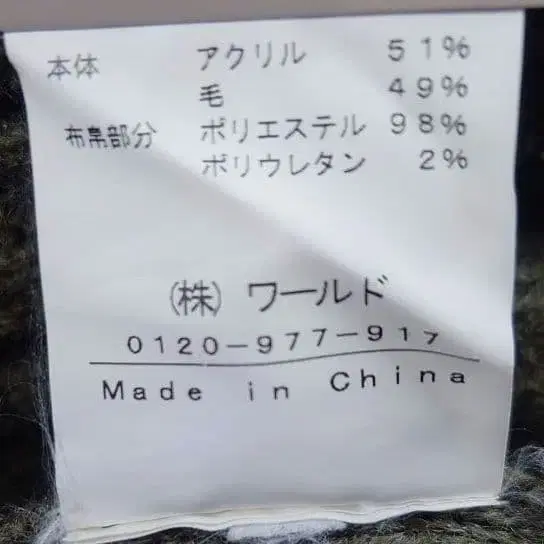 本体 アクリル 51%
毛 49%
布帛部分 ポリエステル 98%
ポリウレタン 2%
(株) ワールド
0120-977-917
Made in China